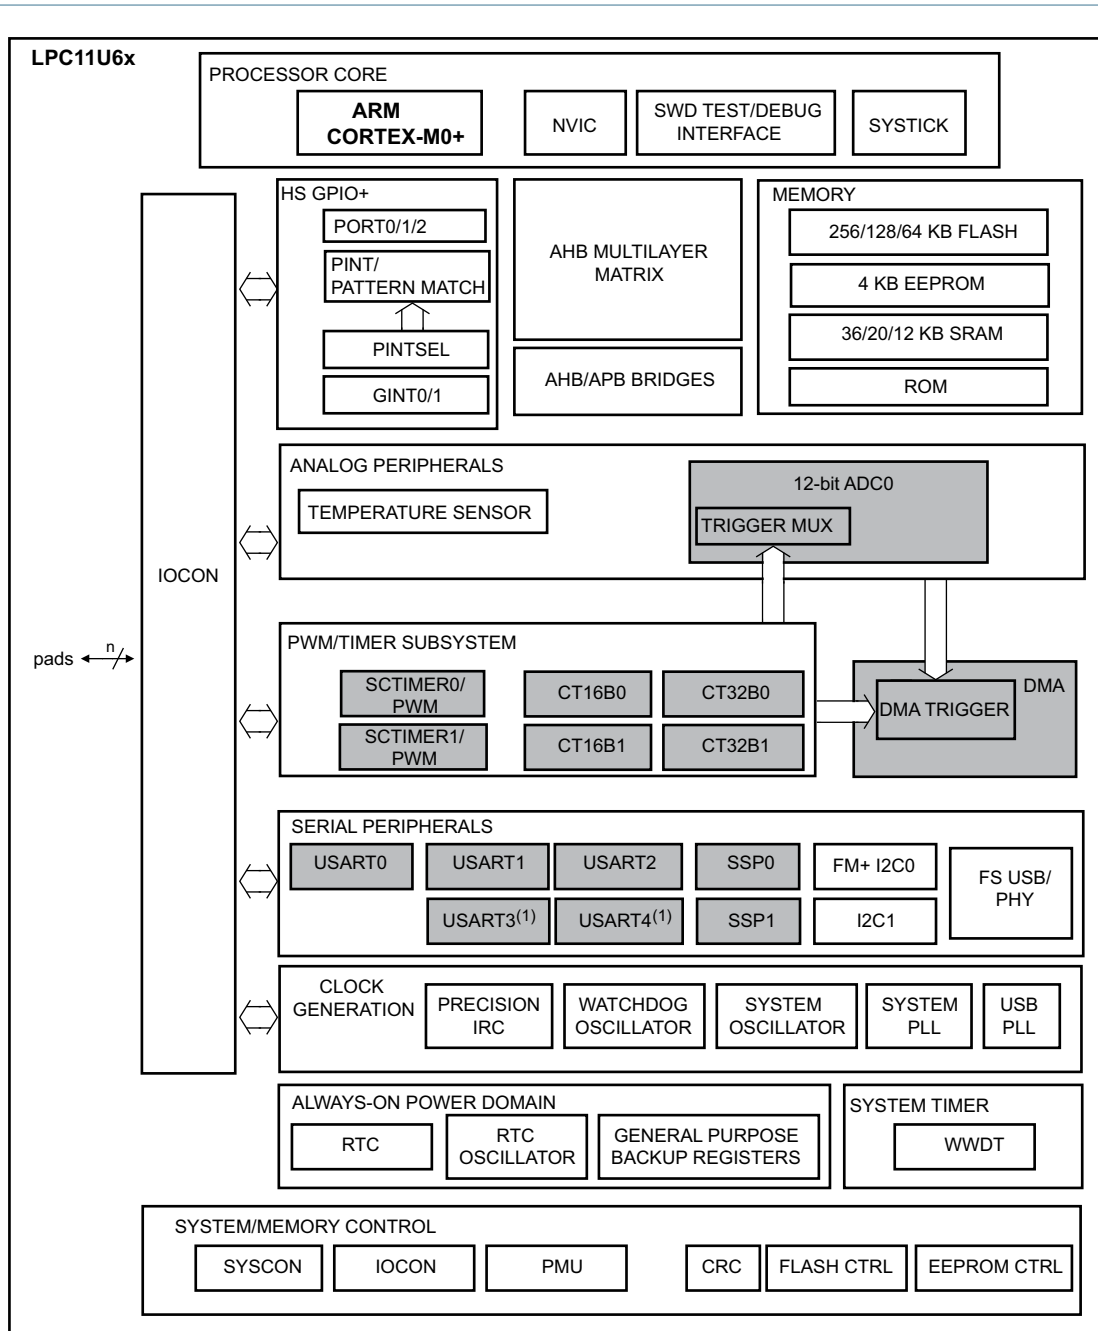 LPC11U6x
PROCESSOR CORE
ARM
CORTEX-M0+
NVIC
SWD TEST/DEBUG
INTERFACE
SYSTICK
HS GPIO+
PORT0/1/2
PINT/
PATTERN MATCH
PINTSEL
GINT0/1
AHB MULTILAYER
MATRIX
AHB/APB BRIDGES
MEMORY
256/128/64 KB FLASH
4 KB EEPROM
36/20/12 KB SRAM
ROM
IOCON
pads
n
ANALOG PERIPHERALS
TEMPERATURE SENSOR
12-bit ADC0
TRIGGER MUX
PWM/TIMER SUBSYSTEM
SCTIMER0/
PWM
CT16B0
CT32B0
SCTIMER1/
PWM
CT16B1
CT32B1
DMA
DMA TRIGGER
SERIAL PERIPHERALS
USART0
USART1
USART2
SSP0
FM+ I2C0
FS USB/
PHY
USART3(1)
USART4(1)
SSP1
I2C1
CLOCK
GENERATION
PRECISION
IRC
WATCHDOG
OSCILLATOR
SYSTEM
OSCILLATOR
SYSTEM
PLL
USB
PLL
ALWAYS-ON POWER DOMAIN
RTC
RTC
OSCILLATOR
GENERAL PURPOSE
BACKUP REGISTERS
SYSTEM TIMER
WWDT
SYSTEM/MEMORY CONTROL
SYSCON
IOCON
PMU
CRC
FLASH CTRL
EEPROM CTRL